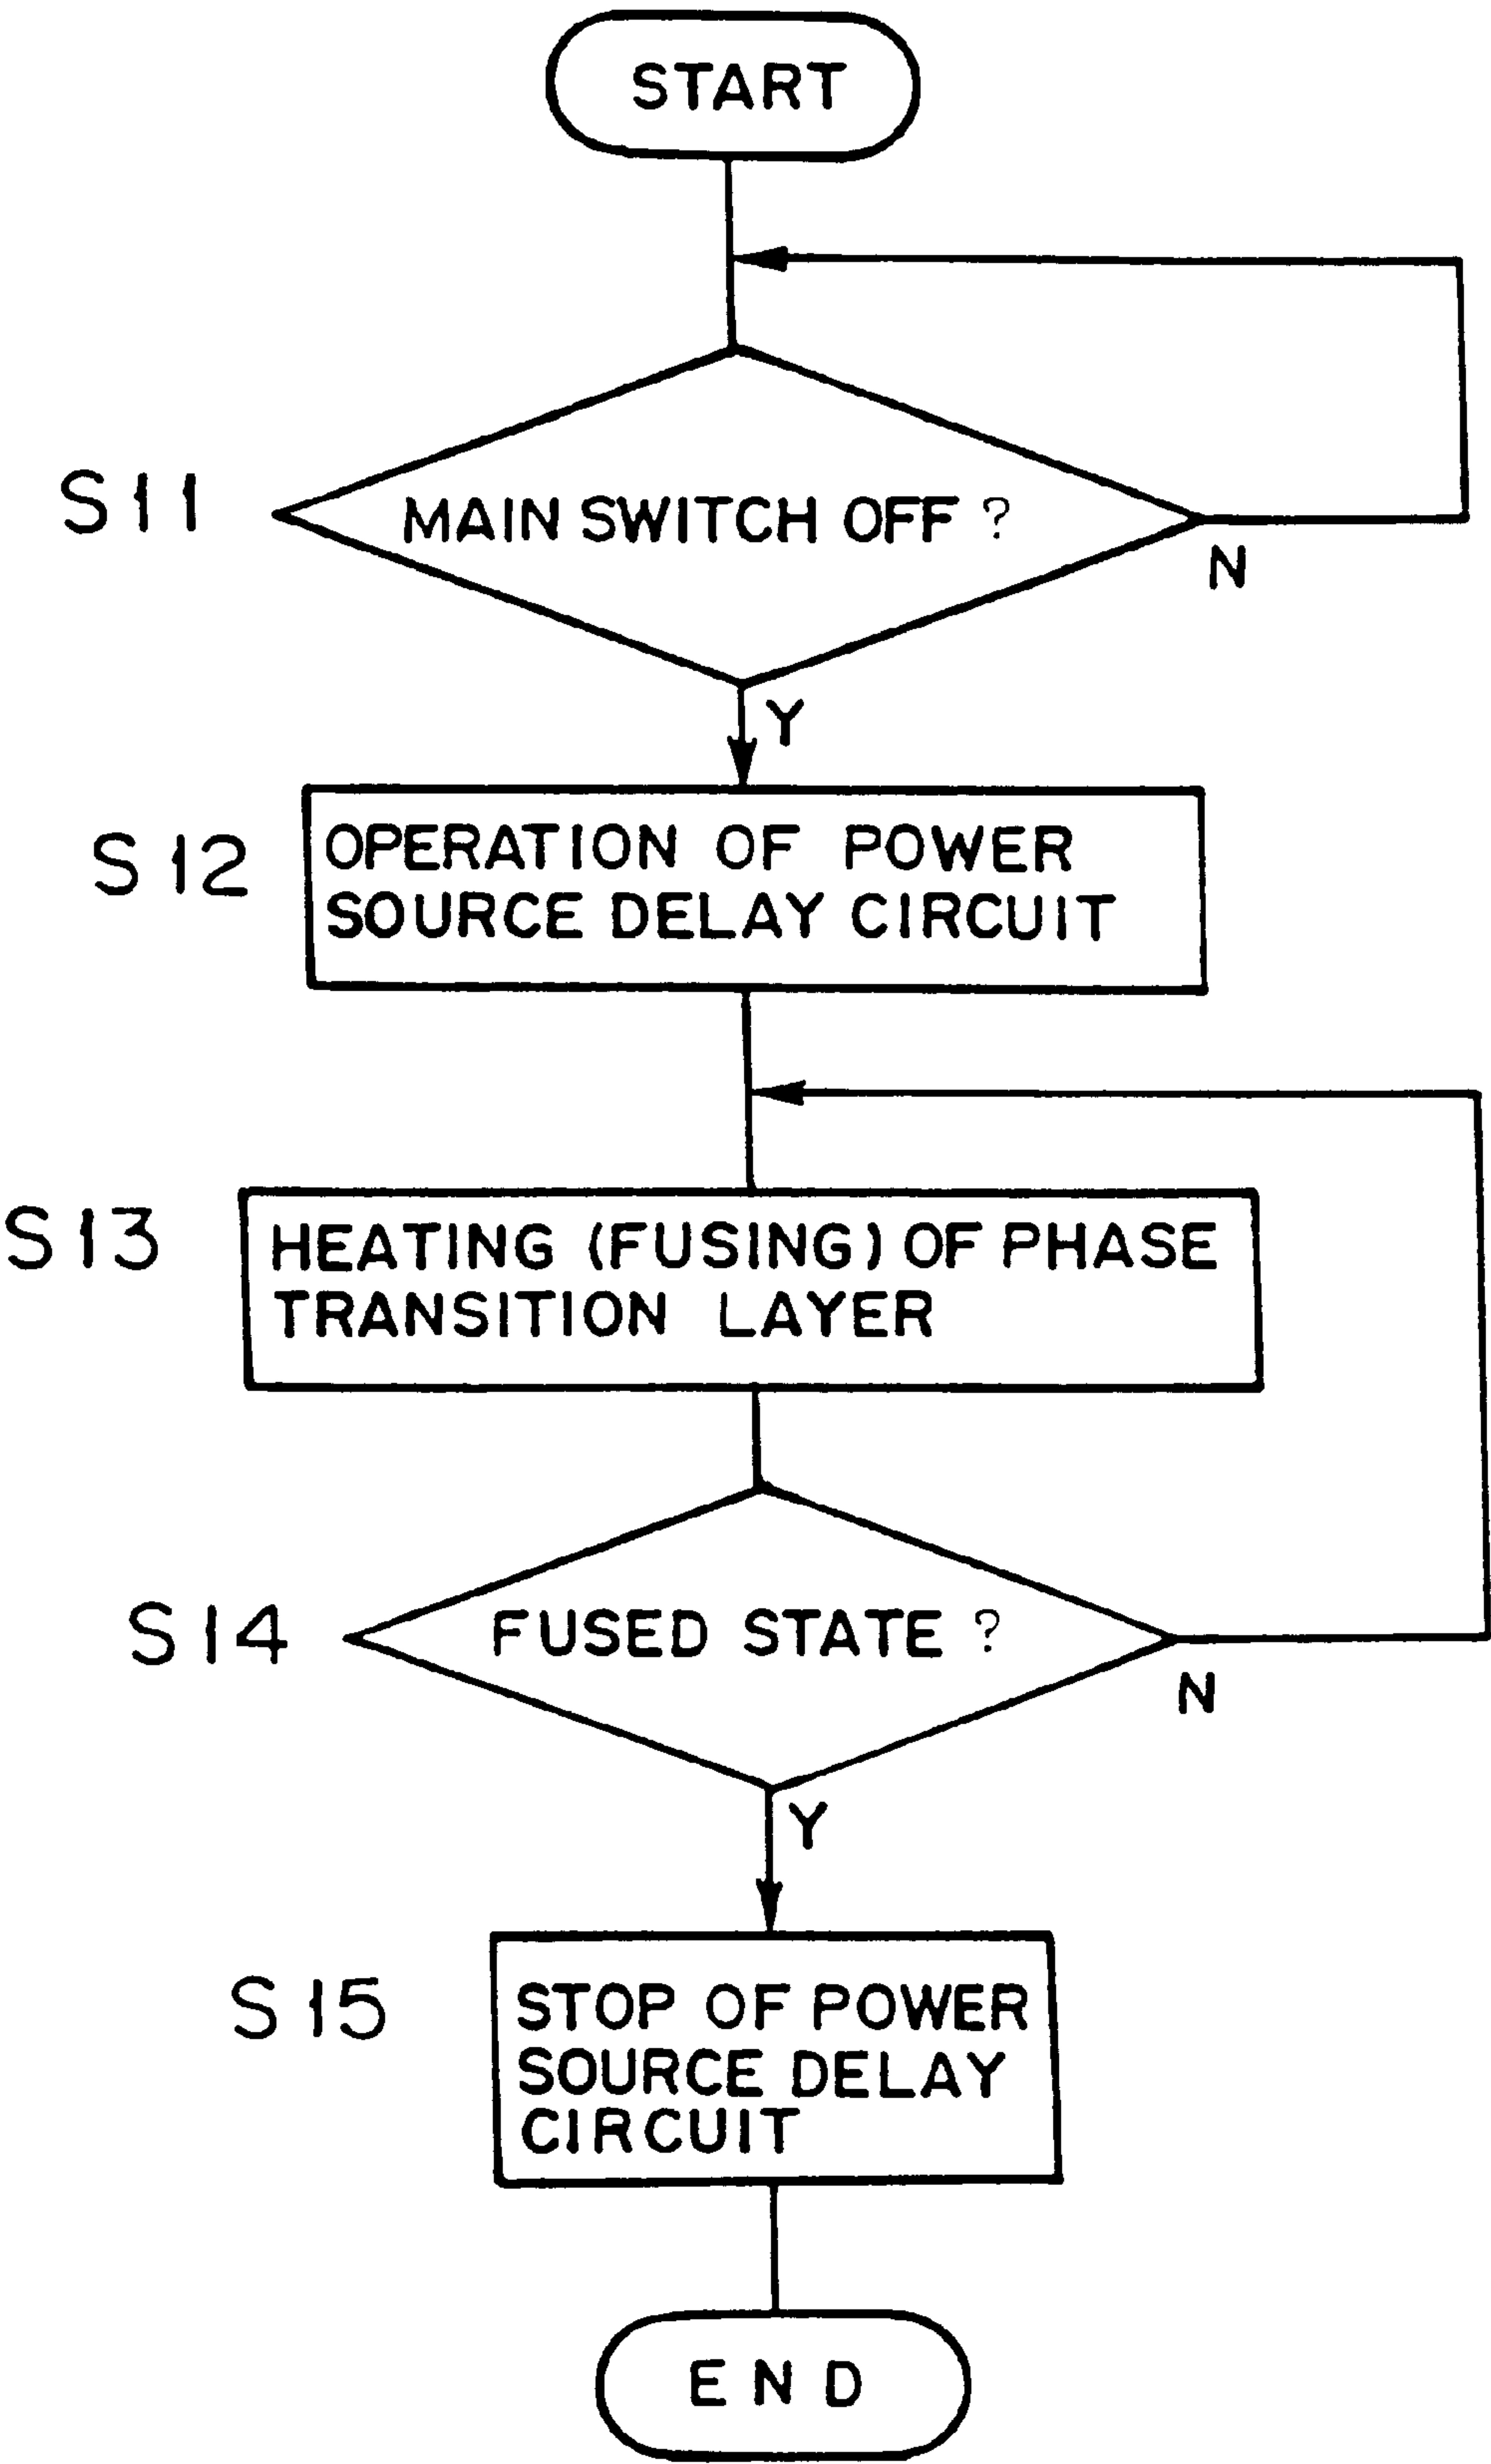 START
S11
MAIN SWITCH OFF ?
N
Y
S12
OPERATION OF POWER
SOURCE DELAY CIRCUIT
S13
HEATING (FUSING) OF PHASE
TRANSITION LAYER
S14
FUSED STATE ?
N
Y
S15
STOP OF POWER
SOURCE DELAY
CIRCUIT
END